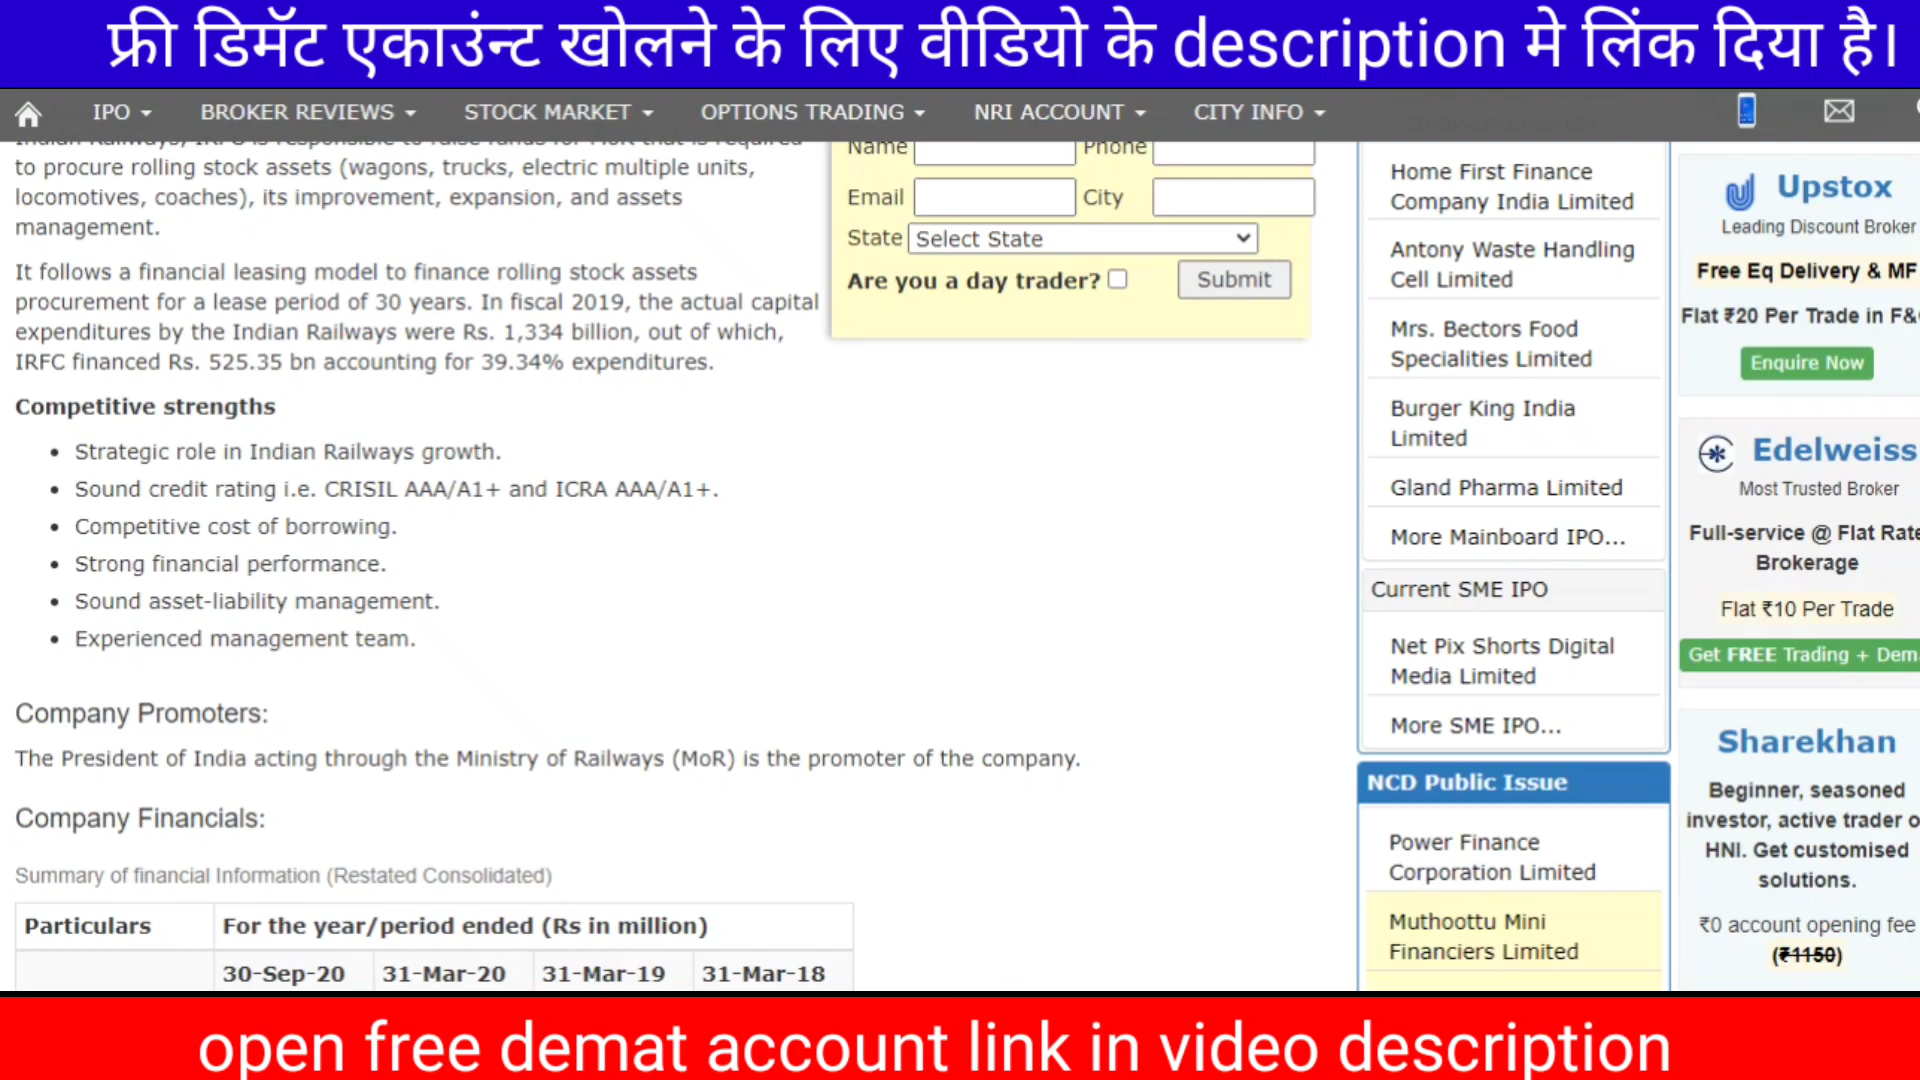 फ्री डिमॅट एकाउंन्ट खोलने के लिए वीडियो के description मे लिंक दिया है।
IPO
BROKER REVIEWS
STOCK MARKET
OPTIONS TRADING
NRI ACCOUNT
CITY INFO
to procure rolling stock assets (wagons, trucks, electric multiple units,
locomotives, coaches), its improvement, expansion, and assets
management.
It follows a financial leasing model to finance rolling stock assets
procurement for a lease period of 30 years. In fiscal 2019, the actual capital
expenditures by the Indian Railways were Rs. 1,334 billion, out of which,
IRFC financed Rs. 525.35 bn accounting for 39.34% expenditures.
Competitive strengths
Strategic role in Indian Railways growth.
Sound credit rating i.e. CRISIL AAA/A1+ and ICRA AAA/A1+.
Competitive cost of borrowing.
Strong financial performance.
Sound asset-liability management.
Experienced management team.
Company Promoters:
The President of India acting through the Ministry of Railways (MoR) is the promoter of the company.
Company Financials:
Summary of financial Information (Restated Consolidated)
Particulars For the year/period ended (Rs in million)
30-Sep-20 31-Mar-20 31-Mar-19 31-Mar-18
Name Phone
Email City
State Select State
Are you a day trader? Submit
Home First Finance
Company India Limited
Antony Waste Handling
Cell Limited
Mrs. Bectors Food
Specialities Limited
Burger King India
Limited
Gland Pharma Limited
More Mainboard IPO...
Current SME IPO
Net Pix Shorts Digital
Media Limited
More SME IPO...
NCD Public Issue
Power Finance
Corporation Limited
Muthoottu Mini
Financiers Limited
Upstox
Leading Discount Broker
Free Eq Delivery & MF
Flat ₹20 Per Trade in F&
Enquire Now
Edelweiss
Most Trusted Broker
Full-service @ Flat Rate
Brokerage
Flat ₹10 Per Trade
Get FREE Trading + Dem
Sharekhan
Beginner, seasoned
investor, active trader o
HNI. Get customised
solutions.
₹0 account opening fee
(₹1150)
open free demat account link in video description